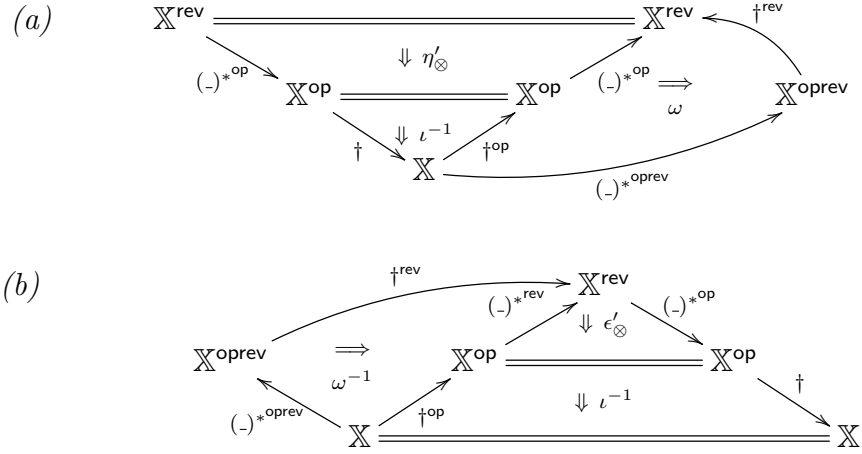 (a) 𝕏^rev 𝕏^rev †^rev
⇓ η′_⊗
(_)*^op (_)*^op
𝕏^op 𝕏^op ⟹ 𝕏^oprev
ω
⇓ ι^{-1}
† †^op
𝕏
(_)*^oprev
(b) †^rev 𝕏^rev
(_)*^rev (_)*^op
⇓ ϵ′_⊗
𝕏^oprev ⟹ 𝕏^op 𝕏^op
ω^{-1}
†
⇓ ι^{-1}
(_)*^oprev †^op
𝕏 𝕏